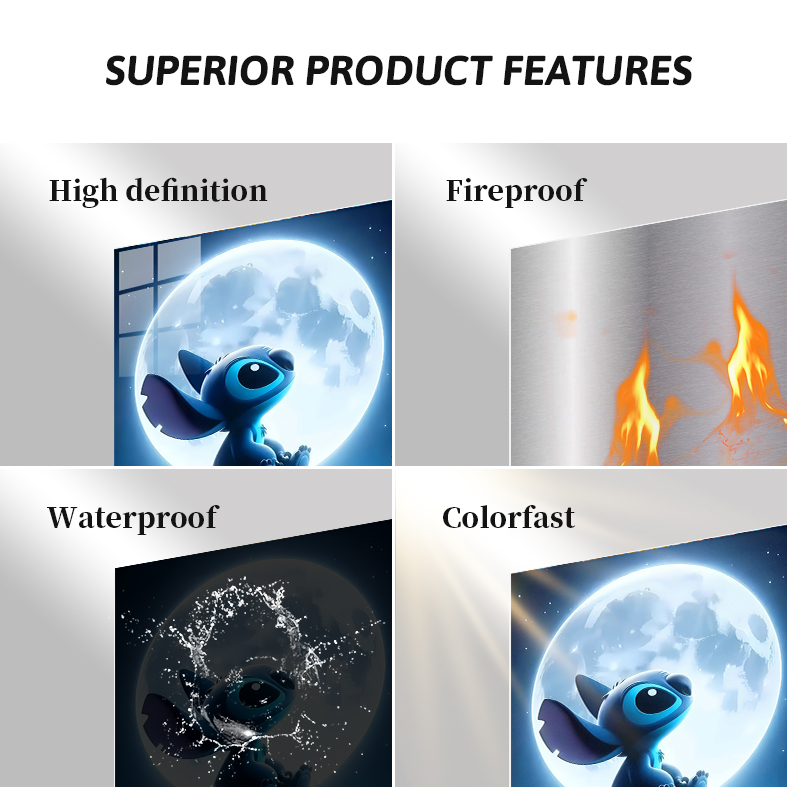 SUPERIOR PRODUCT FEATURES
High definition
Fireproof
Waterproof
Colorfast